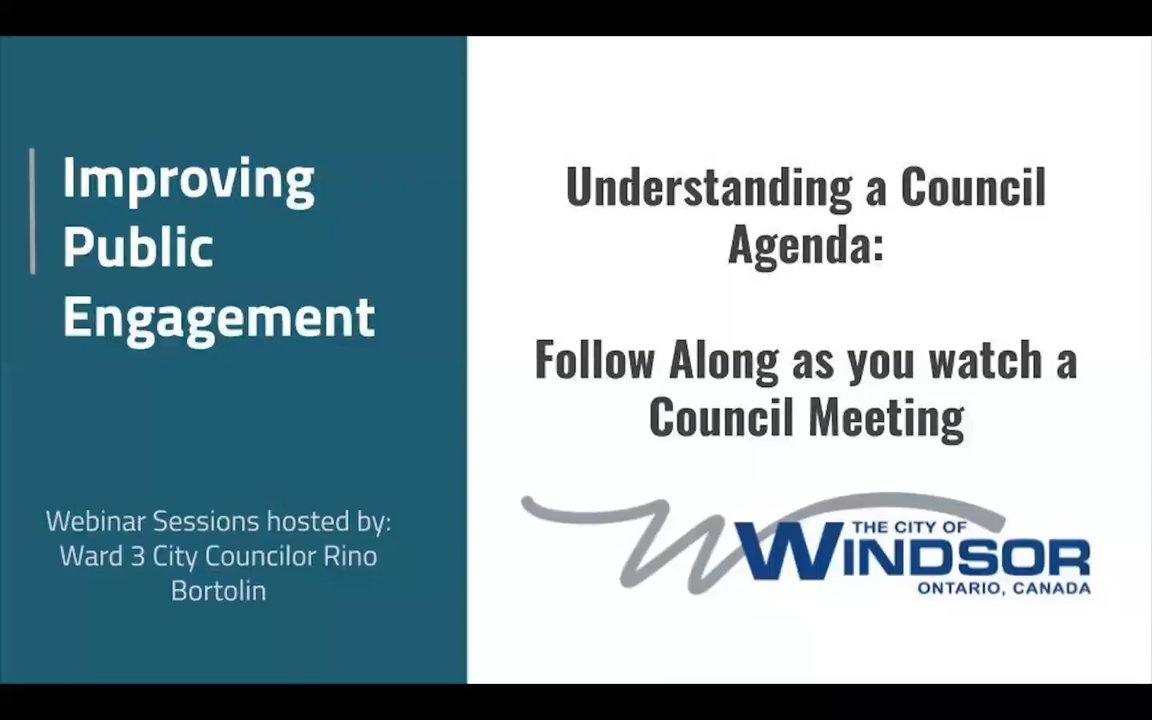 Improving
Public
Engagement
Webinar Sessions hosted by:
Ward 3 City Councilor Rino
Bortolin
Understanding a Council
Agenda:
Follow Along as you watch a
Council Meeting
THE CITY OF
WINDSOR
ONTARIO, CANADA